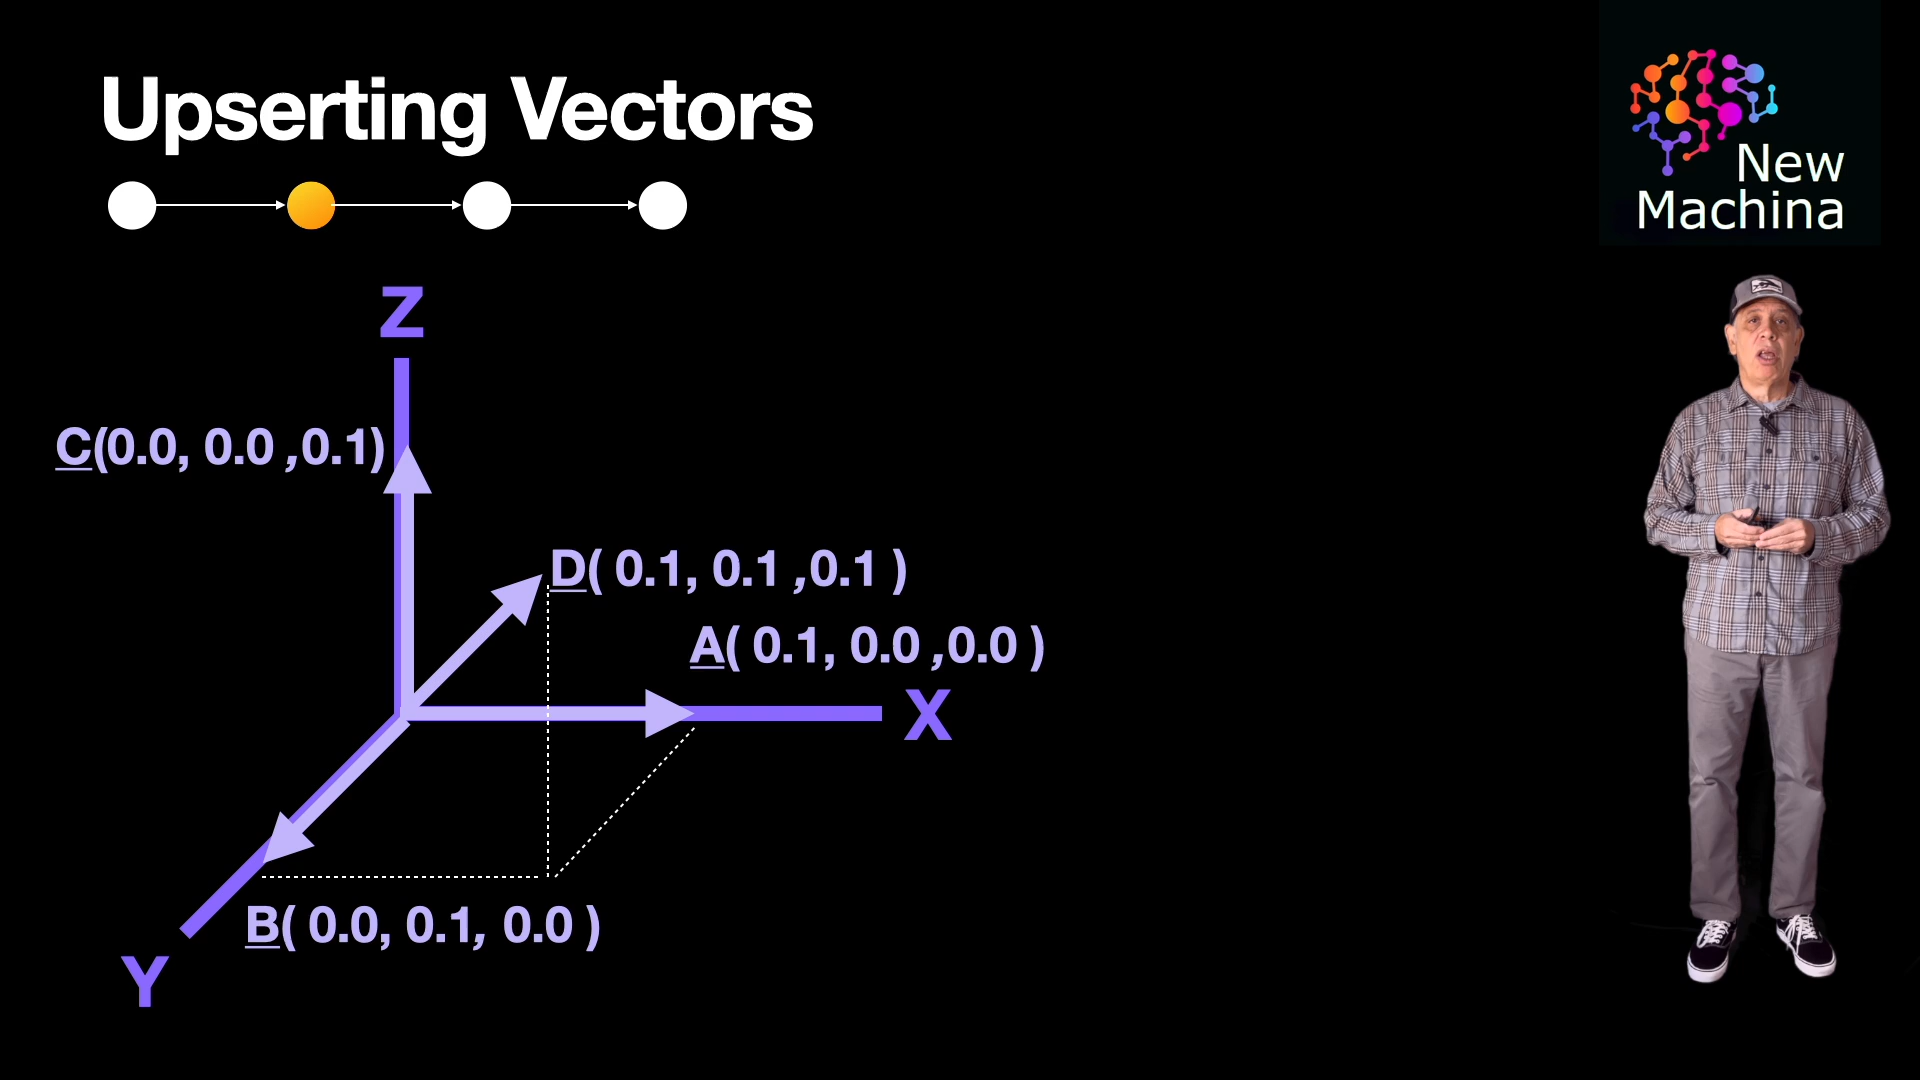 Upserting Vectors
New
Machina
Z
C(0.0, 0.0 ,0.1)
D( 0.1, 0.1 ,0.1 )
A( 0.1, 0.0 ,0.0 )
X
B( 0.0, 0.1, 0.0 )
Y